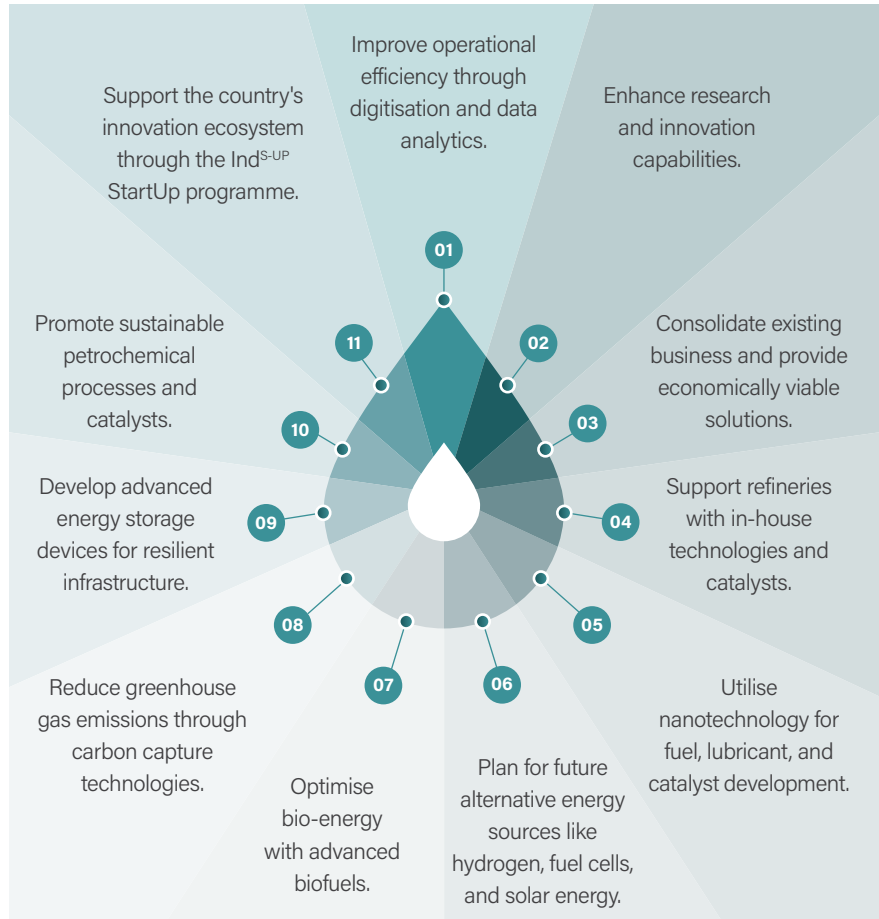 01
Improve operational
efficiency through
digitisation and data
analytics.
02
Enhance research
and innovation
capabilities.
03
Consolidate existing
business and provide
economically viable
solutions.
04
Support refineries
with in-house
technologies and
catalysts.
05
Utilise
nanotechnology for
fuel, lubricant, and
catalyst development.
06
Plan for future
alternative energy
sources like
hydrogen, fuel cells,
and solar energy.
07
Optimise
bio-energy
with advanced
biofuels.
08
Reduce greenhouse
gas emissions through
carbon capture
technologies.
09
Develop advanced
energy storage
devices for resilient
infrastructure.
10
Promote sustainable
petrochemical
processes and
catalysts.
11
Support the country's
innovation ecosystem
through the Ind^S-UP
StartUp programme.